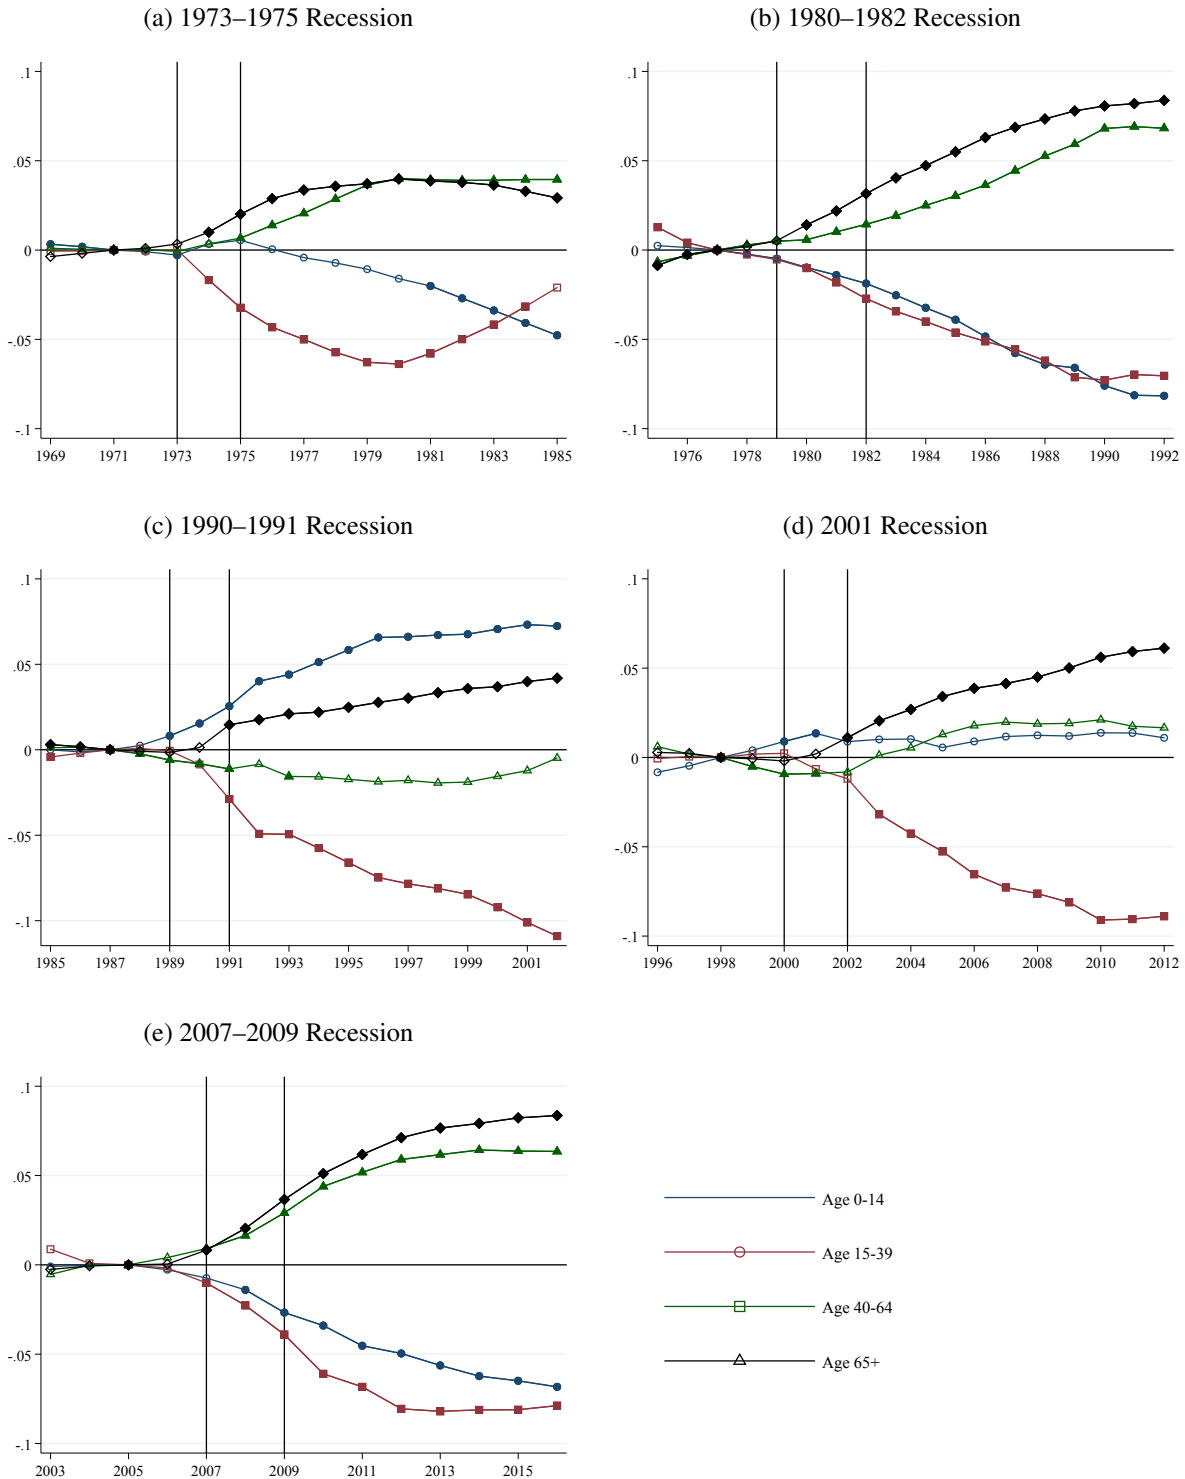 (a) 1973–1975 Recession
.1
.05
0
-.05
-.1
1969 1971 1973 1975 1977 1979 1981 1983 1985
(b) 1980–1982 Recession
.1
.05
0
-.05
-.1
1976 1978 1980 1982 1984 1986 1988 1990 1992
(c) 1990–1991 Recession
.1
.05
0
-.05
-.1
1985 1987 1989 1991 1993 1995 1997 1999 2001
(d) 2001 Recession
.1
.05
0
-.05
-.1
1996 1998 2000 2002 2004 2006 2008 2010 2012
(e) 2007–2009 Recession
.1
.05
0
-.05
-.1
2003 2005 2007 2009 2011 2013 2015
Age 0-14
Age 15-39
Age 40-64
Age 65+